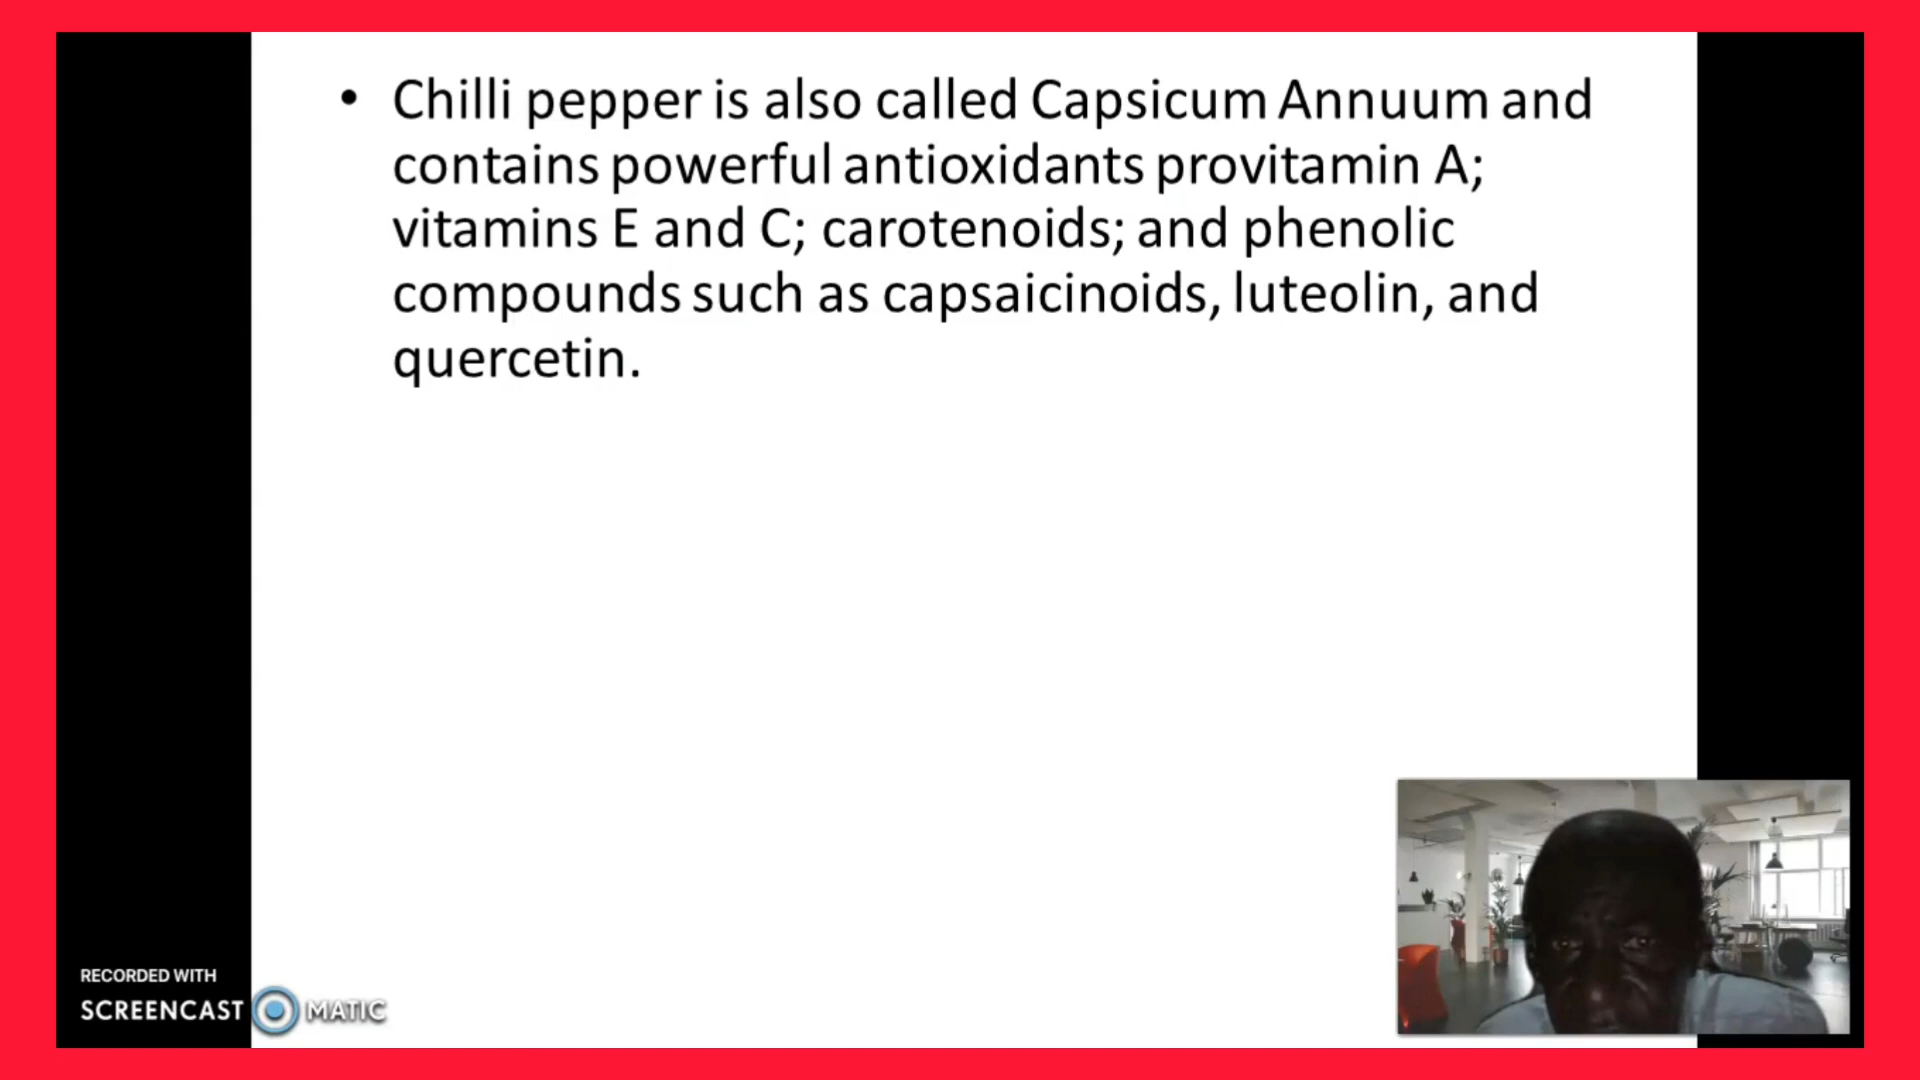 • Chilli pepper is also called Capsicum Annuum and
contains powerful antioxidants provitamin A;
vitamins E and C; carotenoids; and phenolic
compounds such as capsaicinoids, luteolin, and
quercetin.
RECORDED WITH
SCREENCAST MATIC